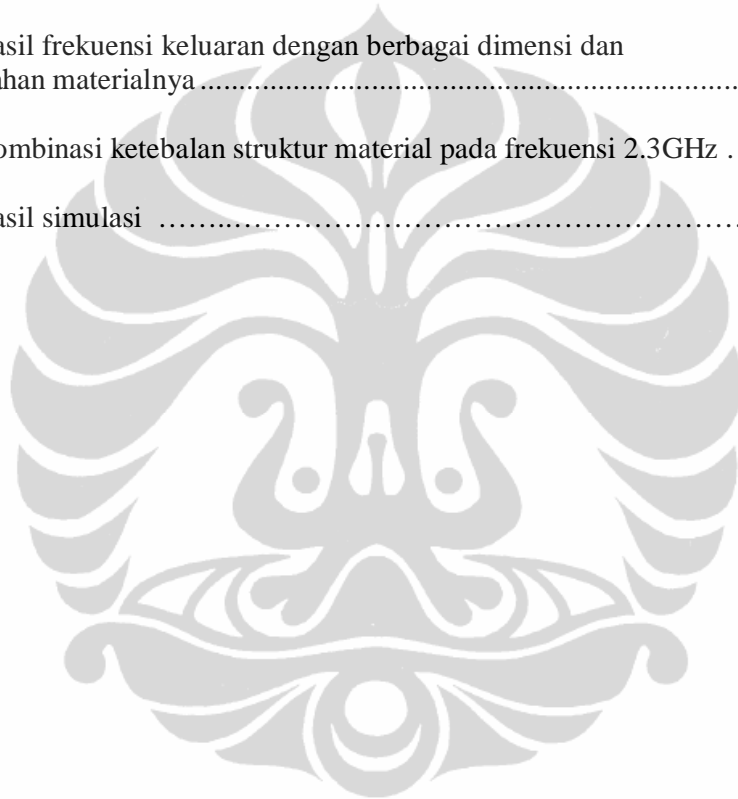 asil frekuensi keluaran dengan berbagai dimensi dan
ahan materialnya ........................................................................
ombinasi ketebalan struktur material pada frekuensi 2.3GHz .
asil simulasi ……...……………………………………………